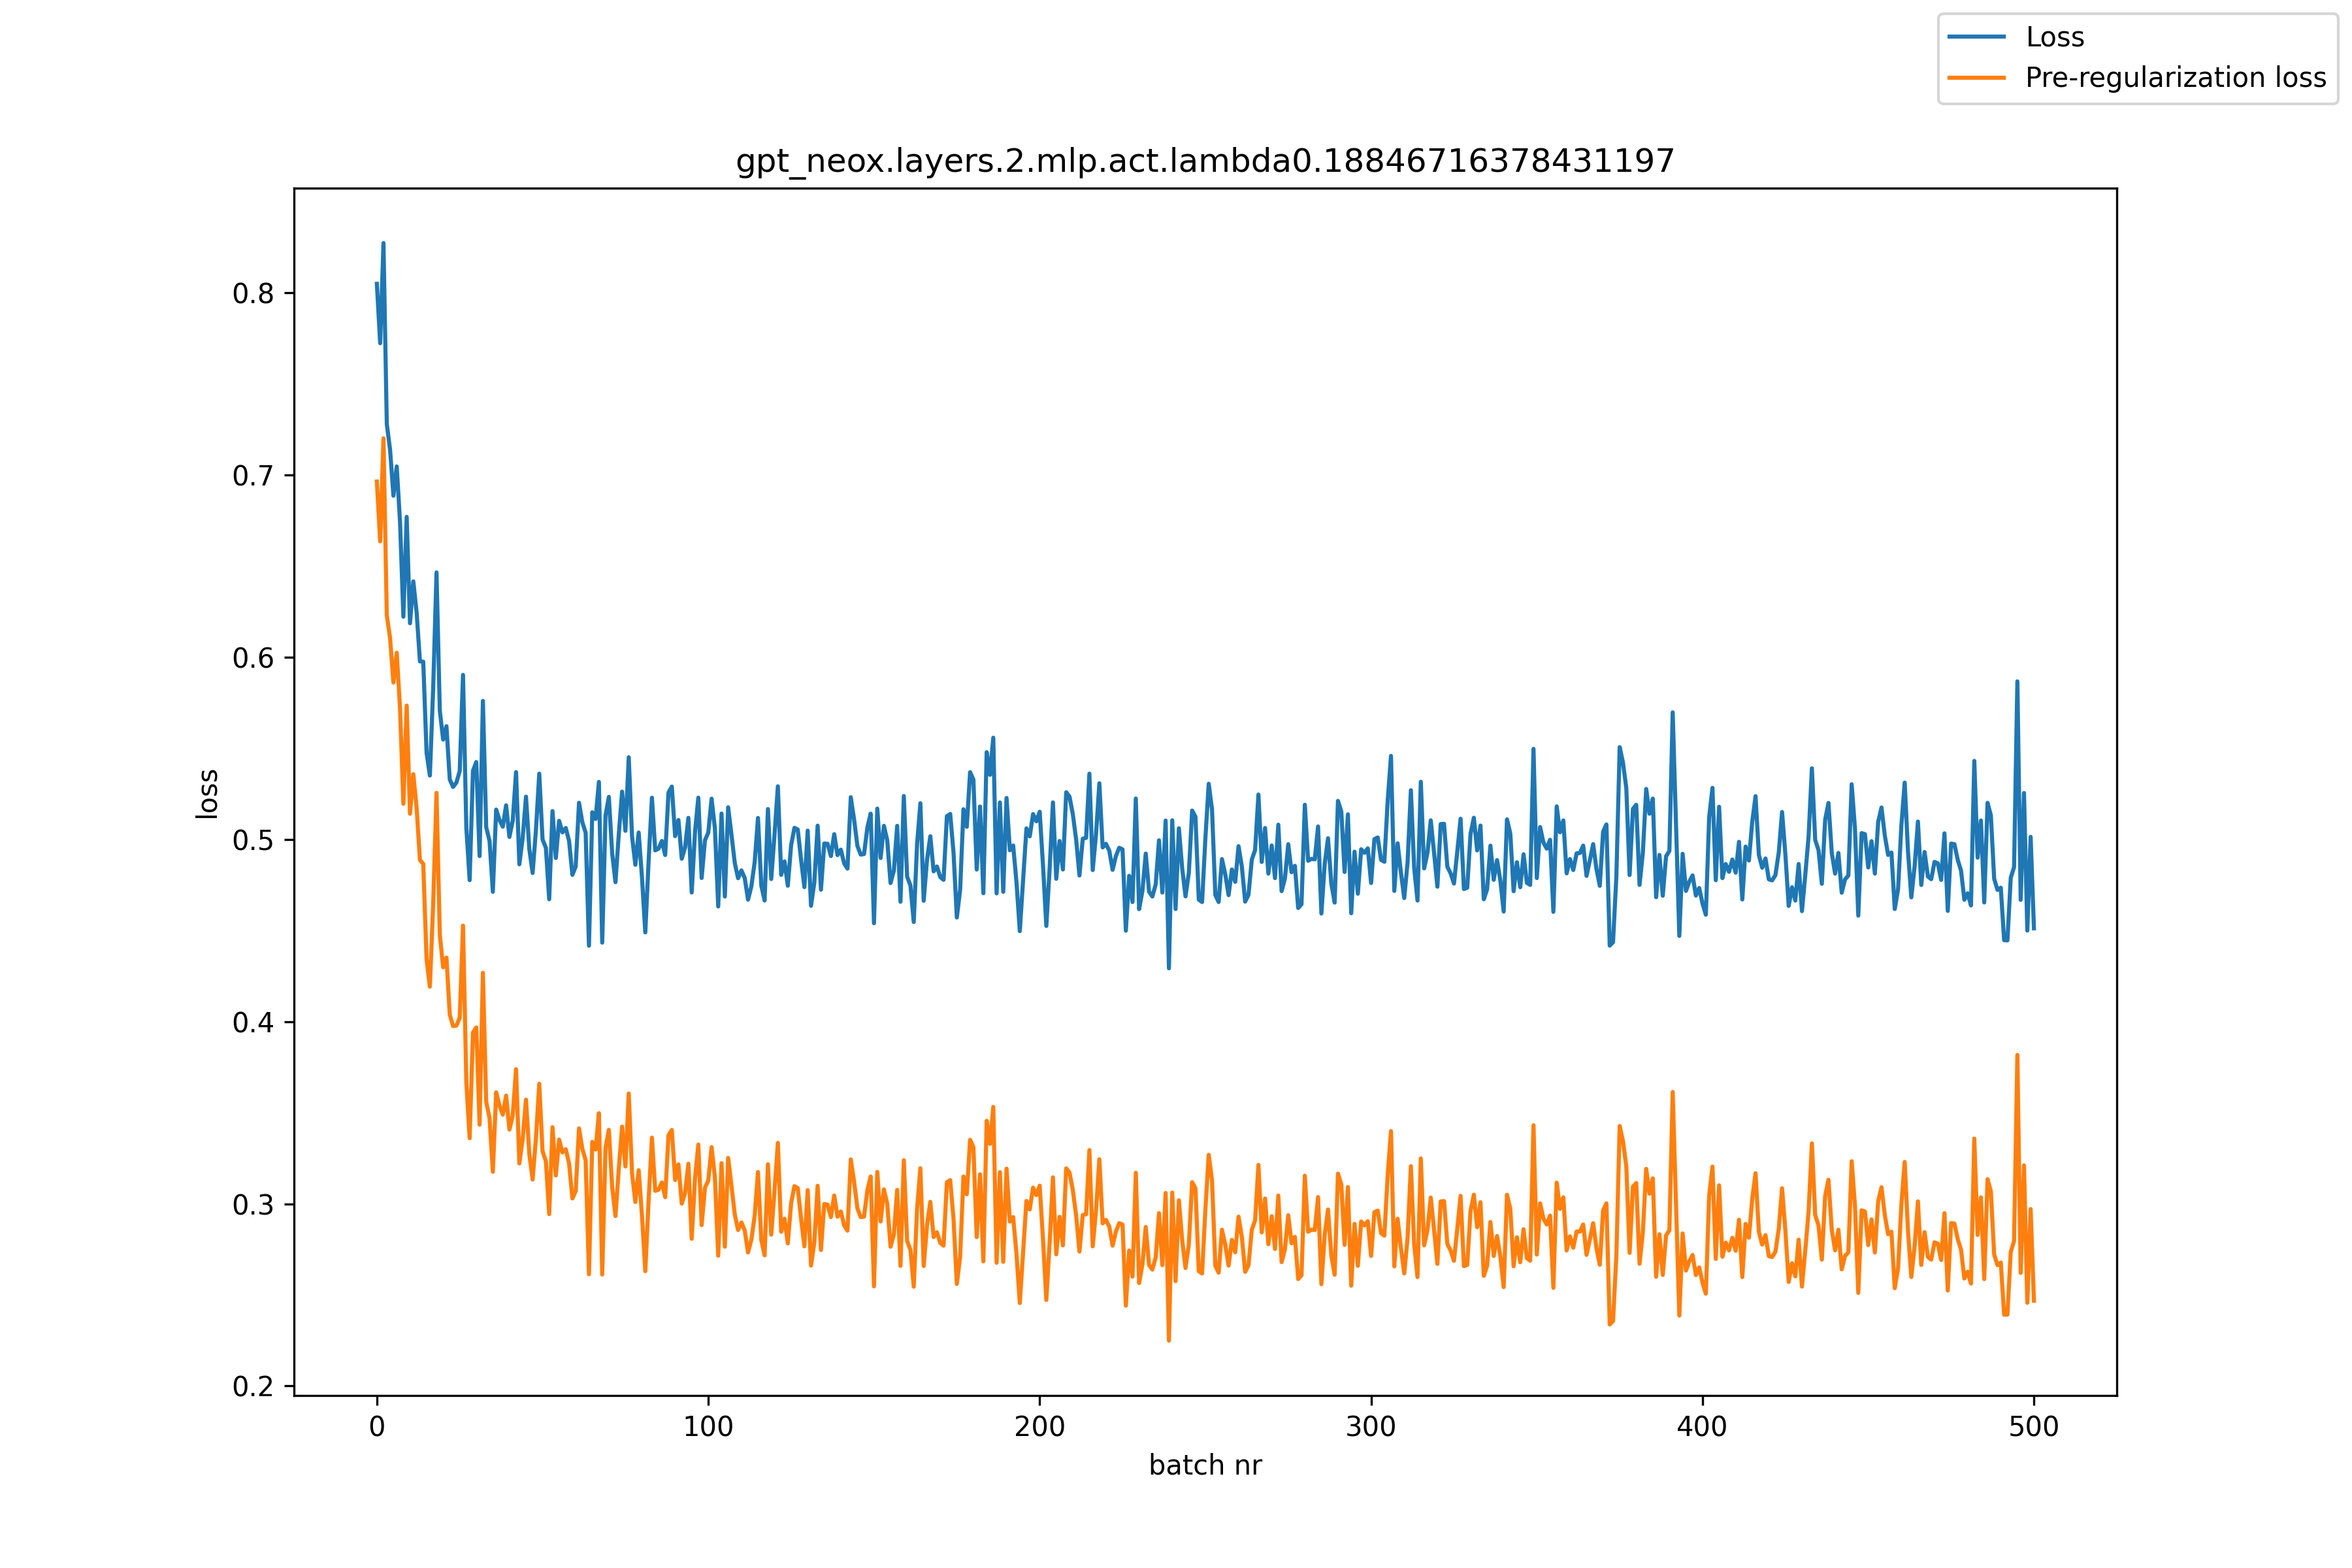 Loss
Pre-regularization loss
gpt_neox.layers.2.mlp.act.lambda0.18846716378431197
0.8
0.7
0.6
0.5
0.4
0.3
0.2
loss
0 100 200 300 400 500
batch nr